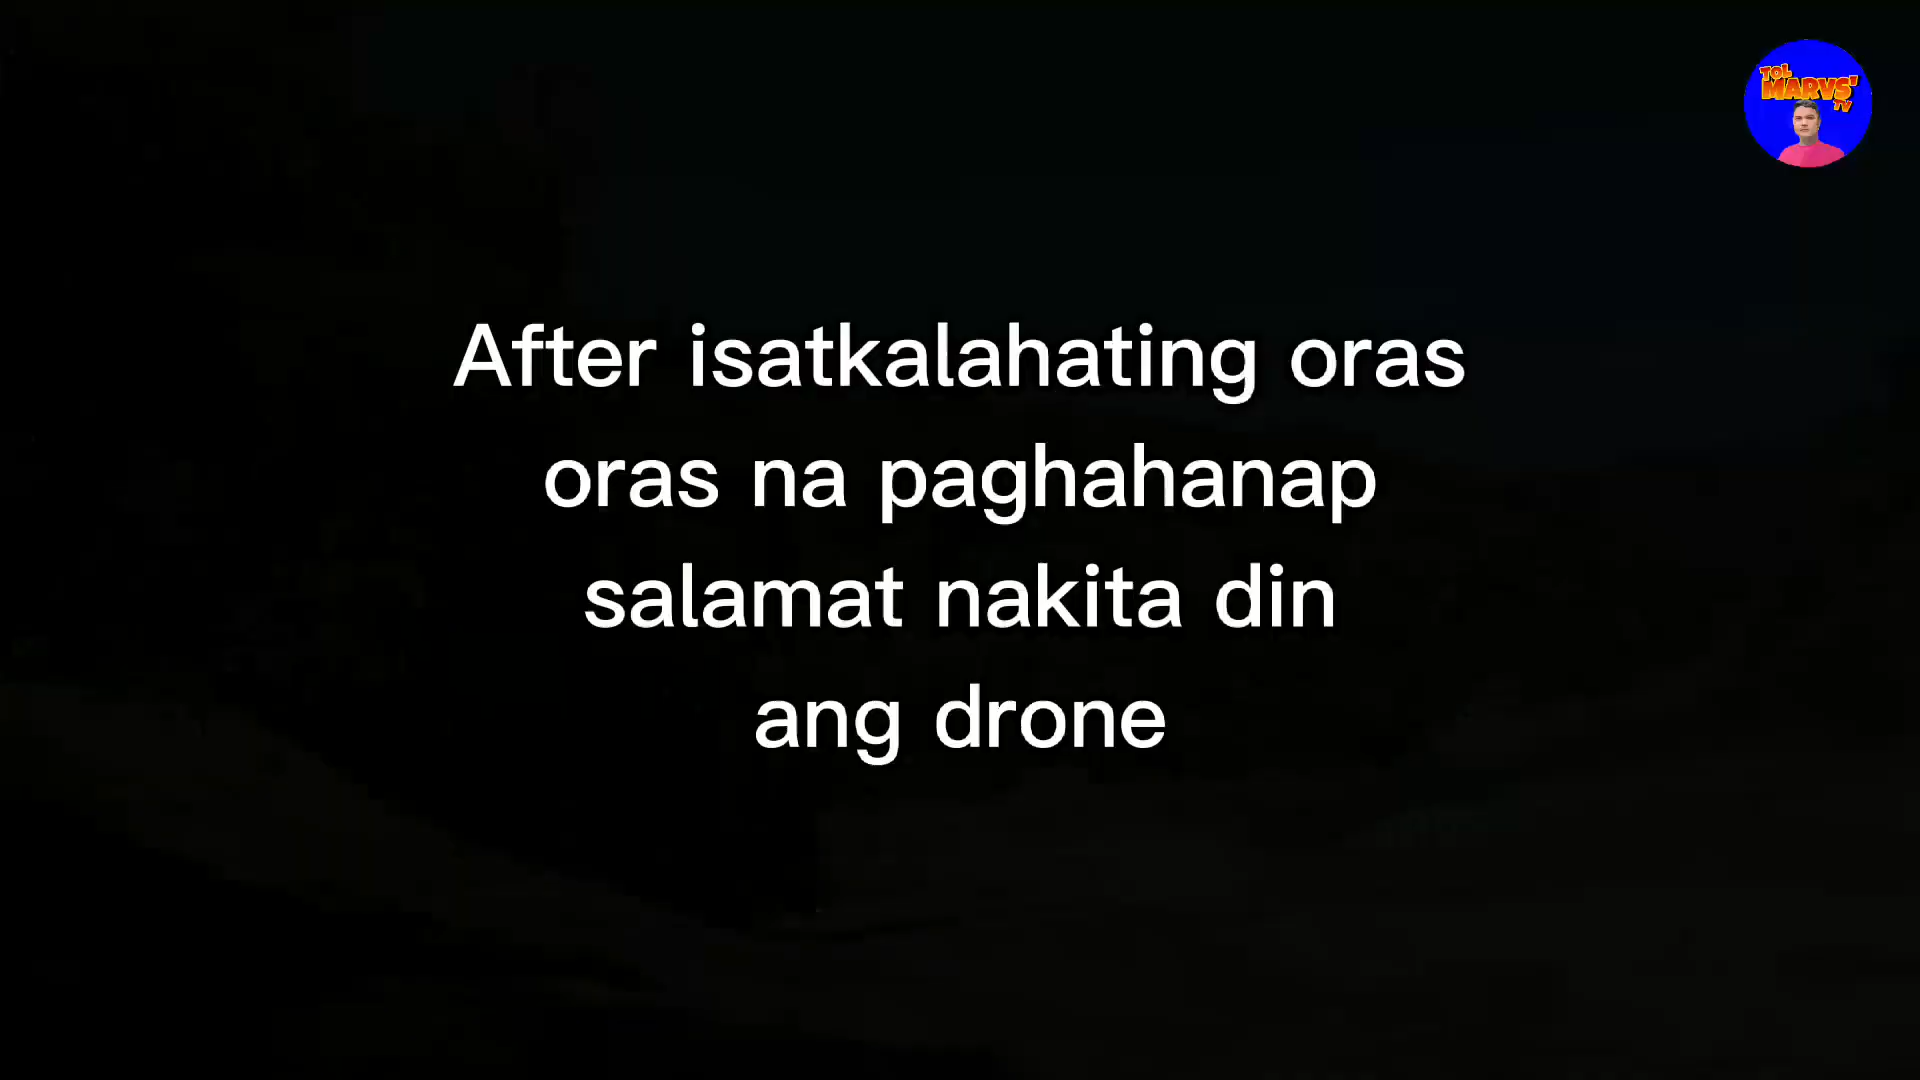 TOL
MARVS'
TV
After isatkalahating oras
oras na paghahanap
salamat nakita din
ang drone